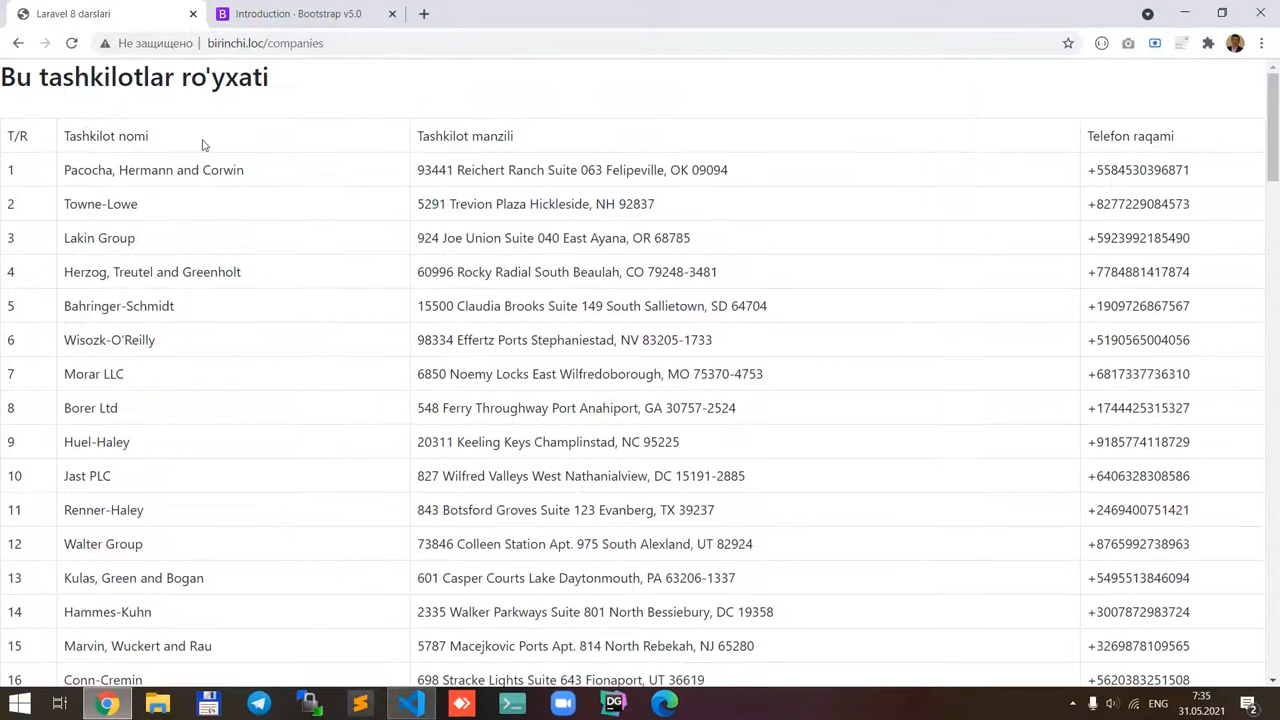 Laravel 8 darslari
Introduction · Bootstrap v5.0
Не защищено
birinchi.loc/companies
Bu tashkilotlar ro'yxati
T/R Tashkilot nomi Tashkilot manzili Telefon raqami
1 Pacocha, Hermann and Corwin 93441 Reichert Ranch Suite 063 Felipeville, OK 09094 +5584530396871
2 Towne-Lowe 5291 Trevion Plaza Hickleside, NH 92837 +8277229084573
3 Lakin Group 924 Joe Union Suite 040 East Ayana, OR 68785 +5923992185490
4 Herzog, Treutel and Greenholt 60996 Rocky Radial South Beaulah, CO 79248-3481 +7784881417874
5 Bahringer-Schmidt 15500 Claudia Brooks Suite 149 South Sallietown, SD 64704 +1909726867567
6 Wisozk-O'Reilly 98334 Effertz Ports Stephaniestad, NV 83205-1733 +5190565004056
7 Morar LLC 6850 Noemy Locks East Wilfredoborough, MO 75370-4753 +6817337736310
8 Borer Ltd 548 Ferry Throughway Port Anahiport, GA 30757-2524 +1744425315327
9 Huel-Haley 20311 Keeling Keys Champlinstad, NC 95225 +9185774118729
10 Jast PLC 827 Wilfred Valleys West Nathanialview, DC 15191-2885 +6406328308586
11 Renner-Haley 843 Botsford Groves Suite 123 Evanberg, TX 39237 +2469400751421
12 Walter Group 73846 Colleen Station Apt. 975 South Alexland, UT 82924 +8765992738963
13 Kulas, Green and Bogan 601 Casper Courts Lake Daytonmouth, PA 63206-1337 +5495513846094
14 Hammes-Kuhn 2335 Walker Parkways Suite 801 North Bessiebury, DC 19358 +3007872983724
15 Marvin, Wuckert and Rau 5787 Macejkovic Ports Apt. 814 North Rebekah, NJ 65280 +3269878109565
16 Conn-Cremin 698 Stracke Lights Suite 643 Fionaport, UT 36619 +5620383251508
ENG
7:35
31.05.2021
2